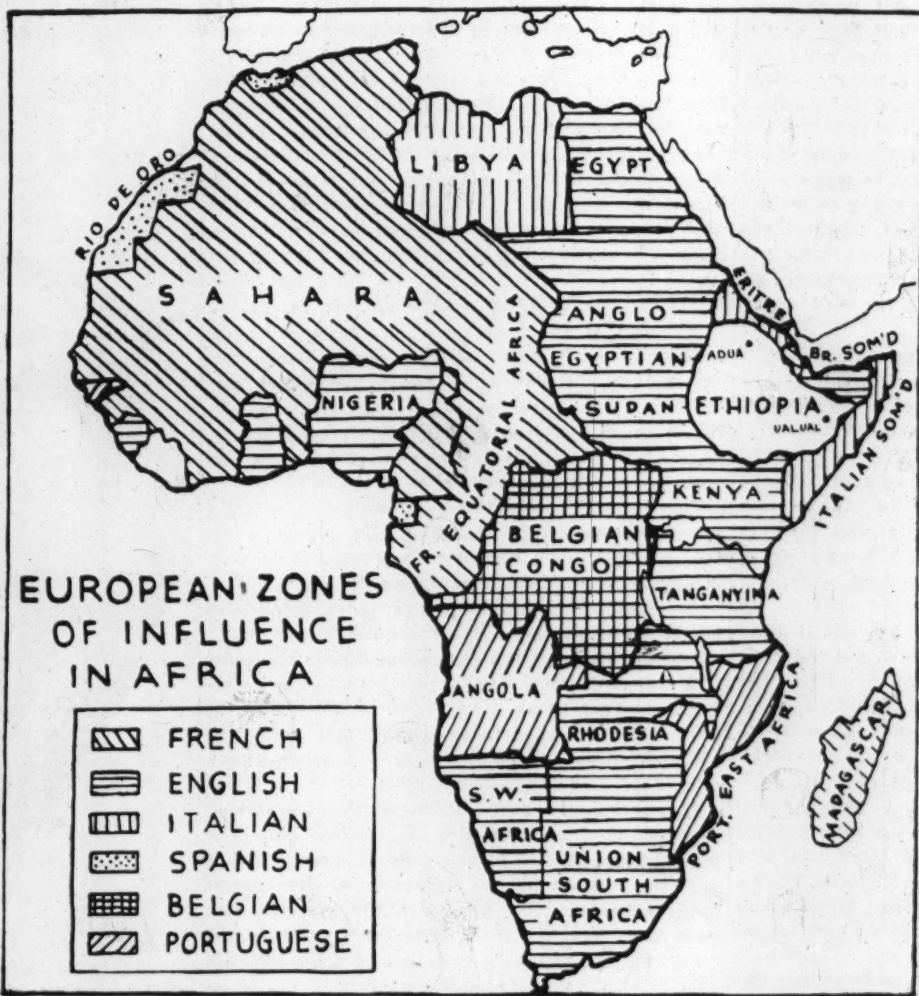 LIBYA
EGYPT
RIO DE ORO
SAHARA
ERITREA
ANGLO
EGYPTIAN
SUDAN
ADUA
BR. SOM'D
ETHIOPIA
UALUAL
ITALIAN SOM'D
NIGERIA
FR. EQUATORIAL AFRICA
KENYA
BELGIAN
CONGO
TANGANYIKA
EUROPEAN ZONES
OF INFLUENCE
IN AFRICA
ANGOLA
RHODESIA
PORT. EAST AFRICA
MADAGASCAR
S.W.
AFRICA
UNION
SOUTH
AFRICA
FRENCH
ENGLISH
ITALIAN
SPANISH
BELGIAN
PORTUGUESE